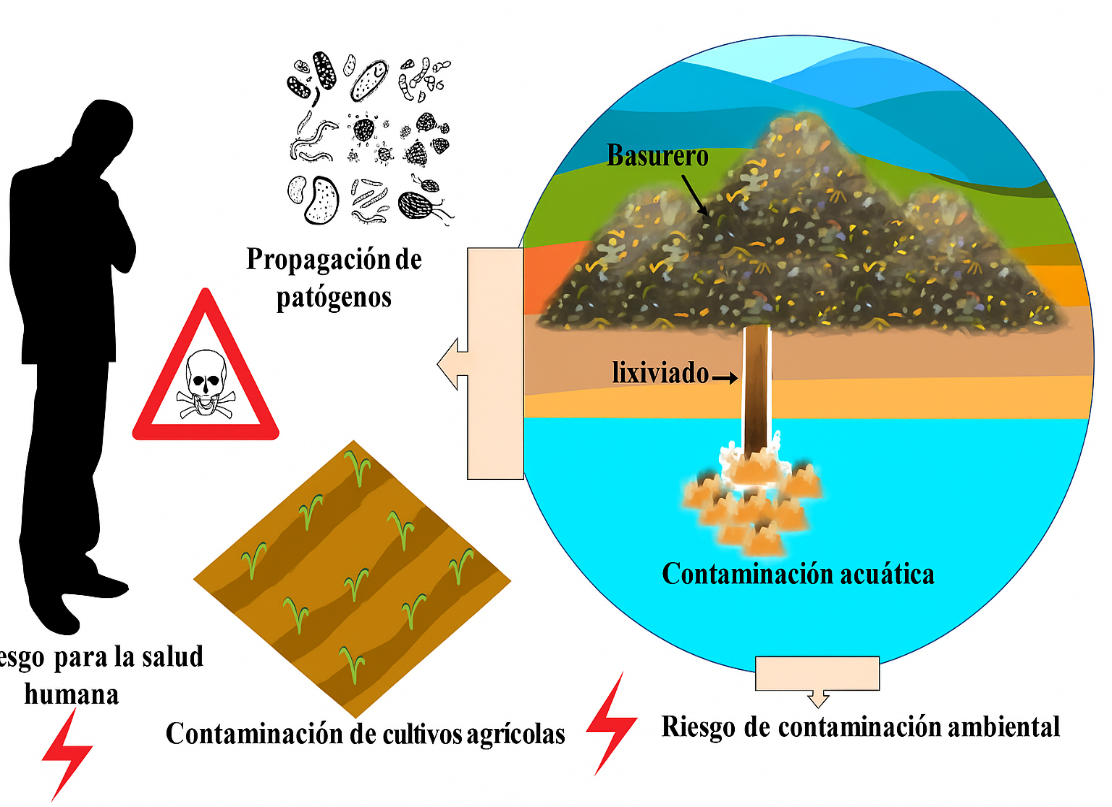 Basurero
Propagación de
patógenos
lixiviado
Contaminación acuática
esgo para la salud
humana
Contaminación de cultivos agrícolas
Riesgo de contaminación ambiental